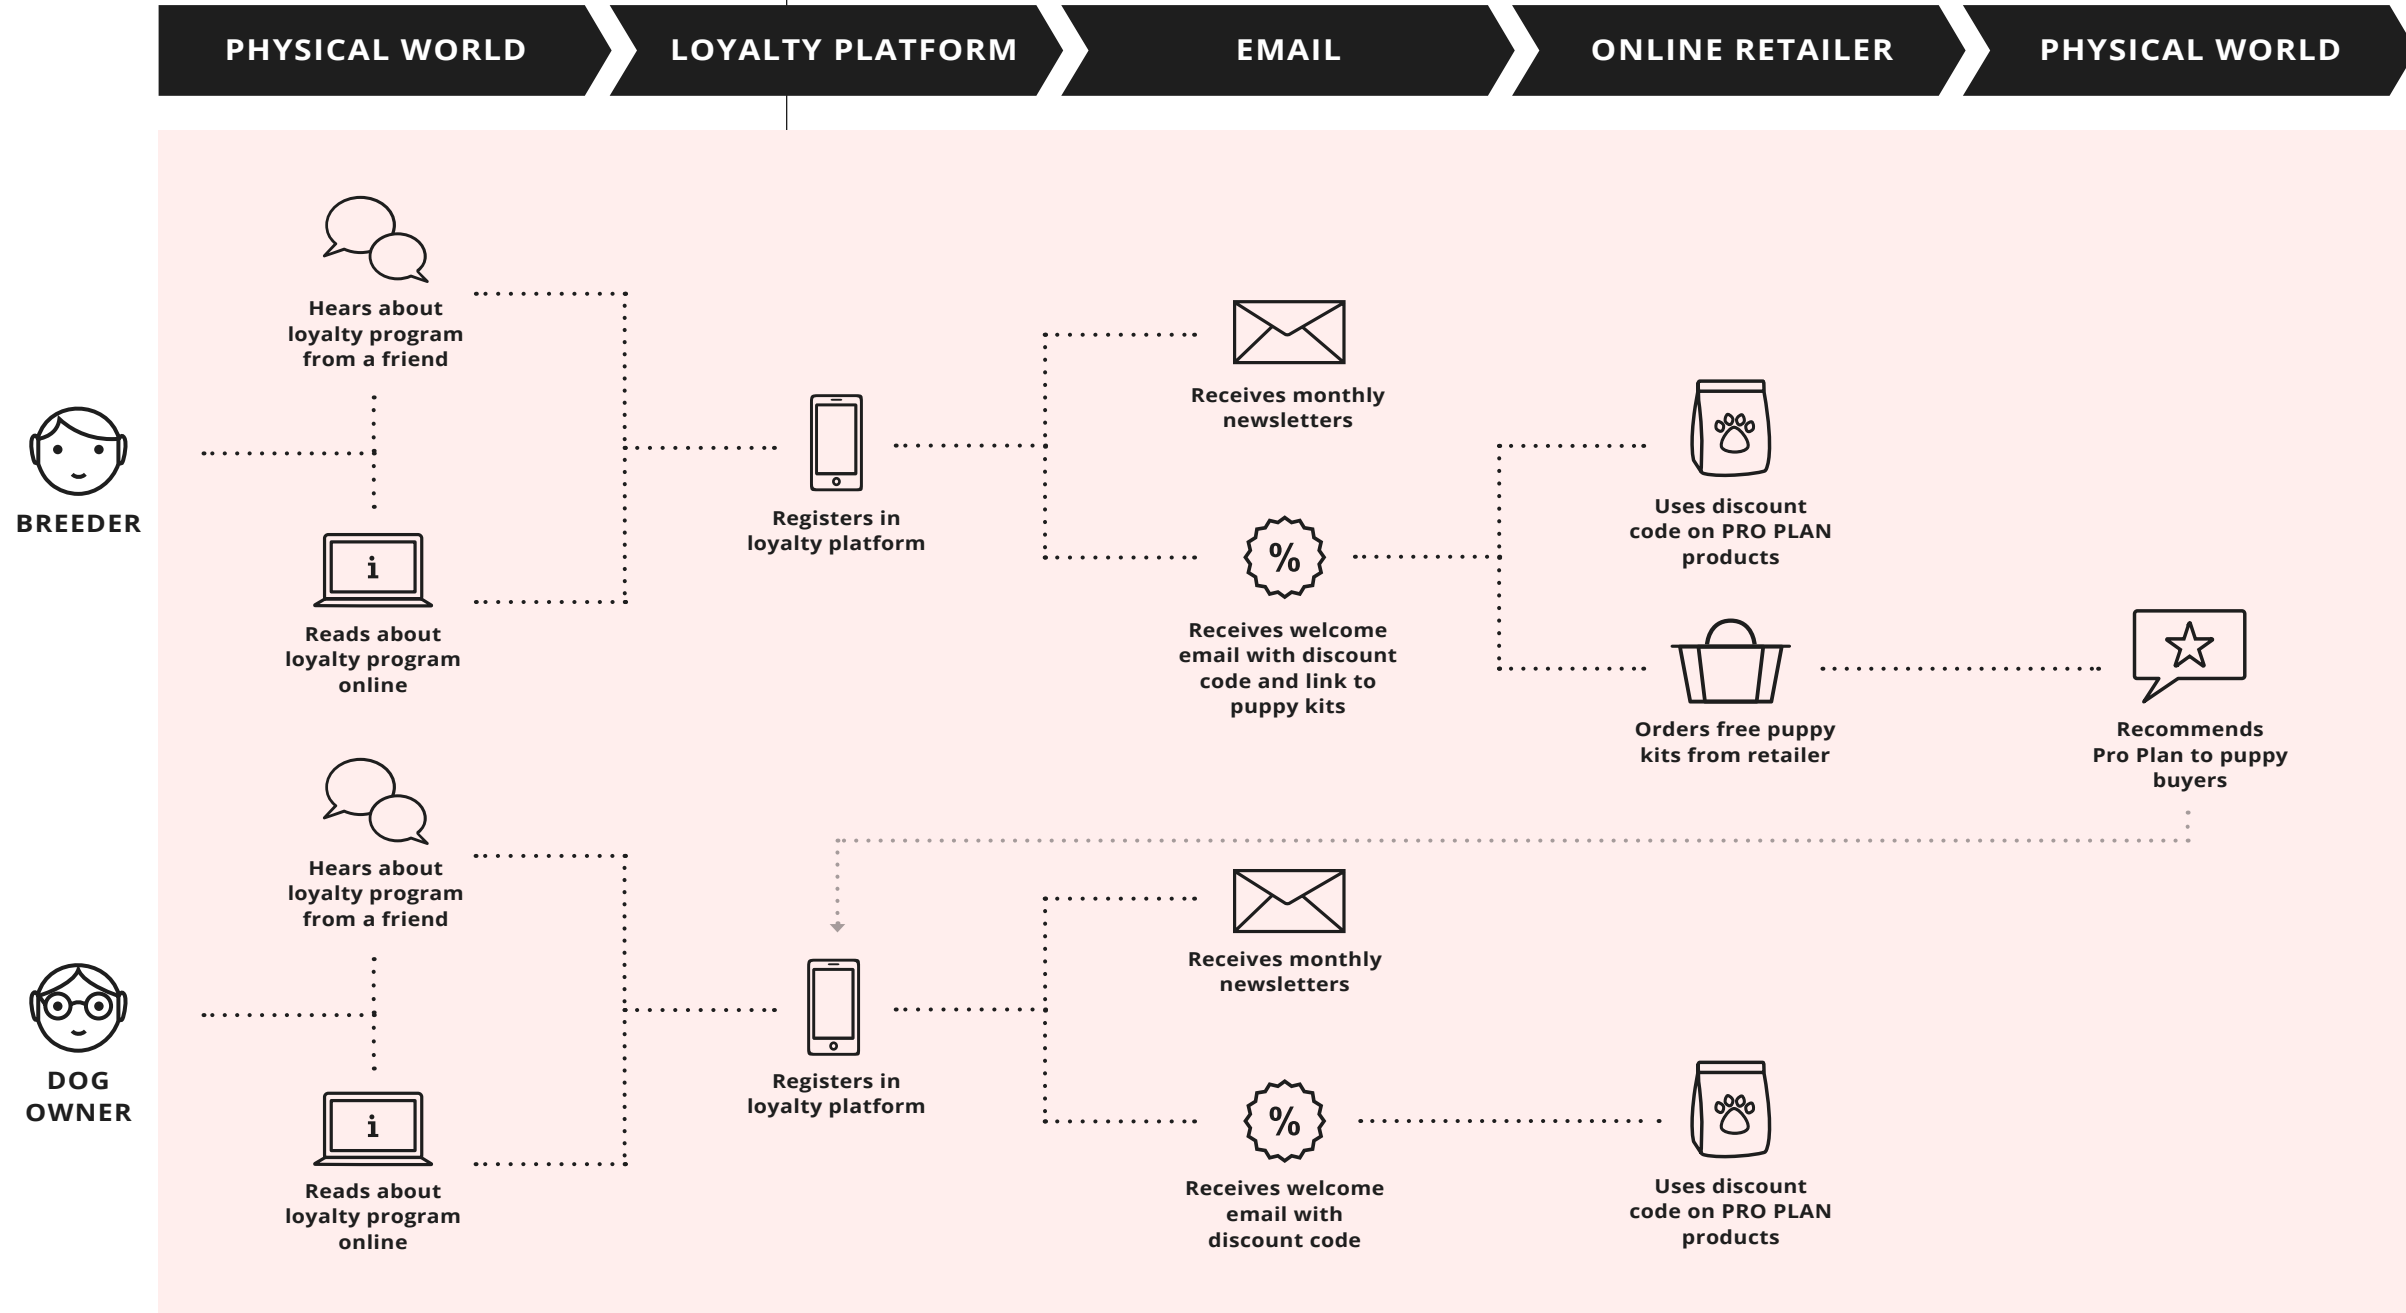 PHYSICAL WORLD
LOYALTY PLATFORM
EMAIL
ONLINE RETAILER
PHYSICAL WORLD
BREEDER
Hears about
loyalty program
from a friend
i
Reads about
loyalty program
online
Registers in
loyalty platform
Receives monthly
newsletters
%
Receives welcome
email with discount
code and link to
puppy kits
Uses discount
code on PRO PLAN
products
Orders free puppy
kits from retailer
Recommends
Pro Plan to puppy
buyers
DOG
OWNER
Hears about
loyalty program
from a friend
i
Reads about
loyalty program
online
Registers in
loyalty platform
Receives monthly
newsletters
%
Receives welcome
email with
discount code
Uses discount
code on PRO PLAN
products